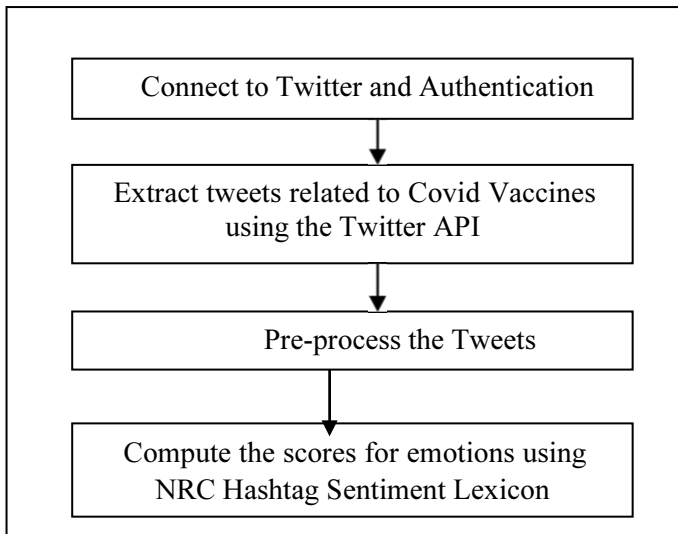 Connect to Twitter and Authentication
Extract tweets related to Covid Vaccines
using the Twitter API
Pre-process the Tweets
Compute the scores for emotions using
NRC Hashtag Sentiment Lexicon